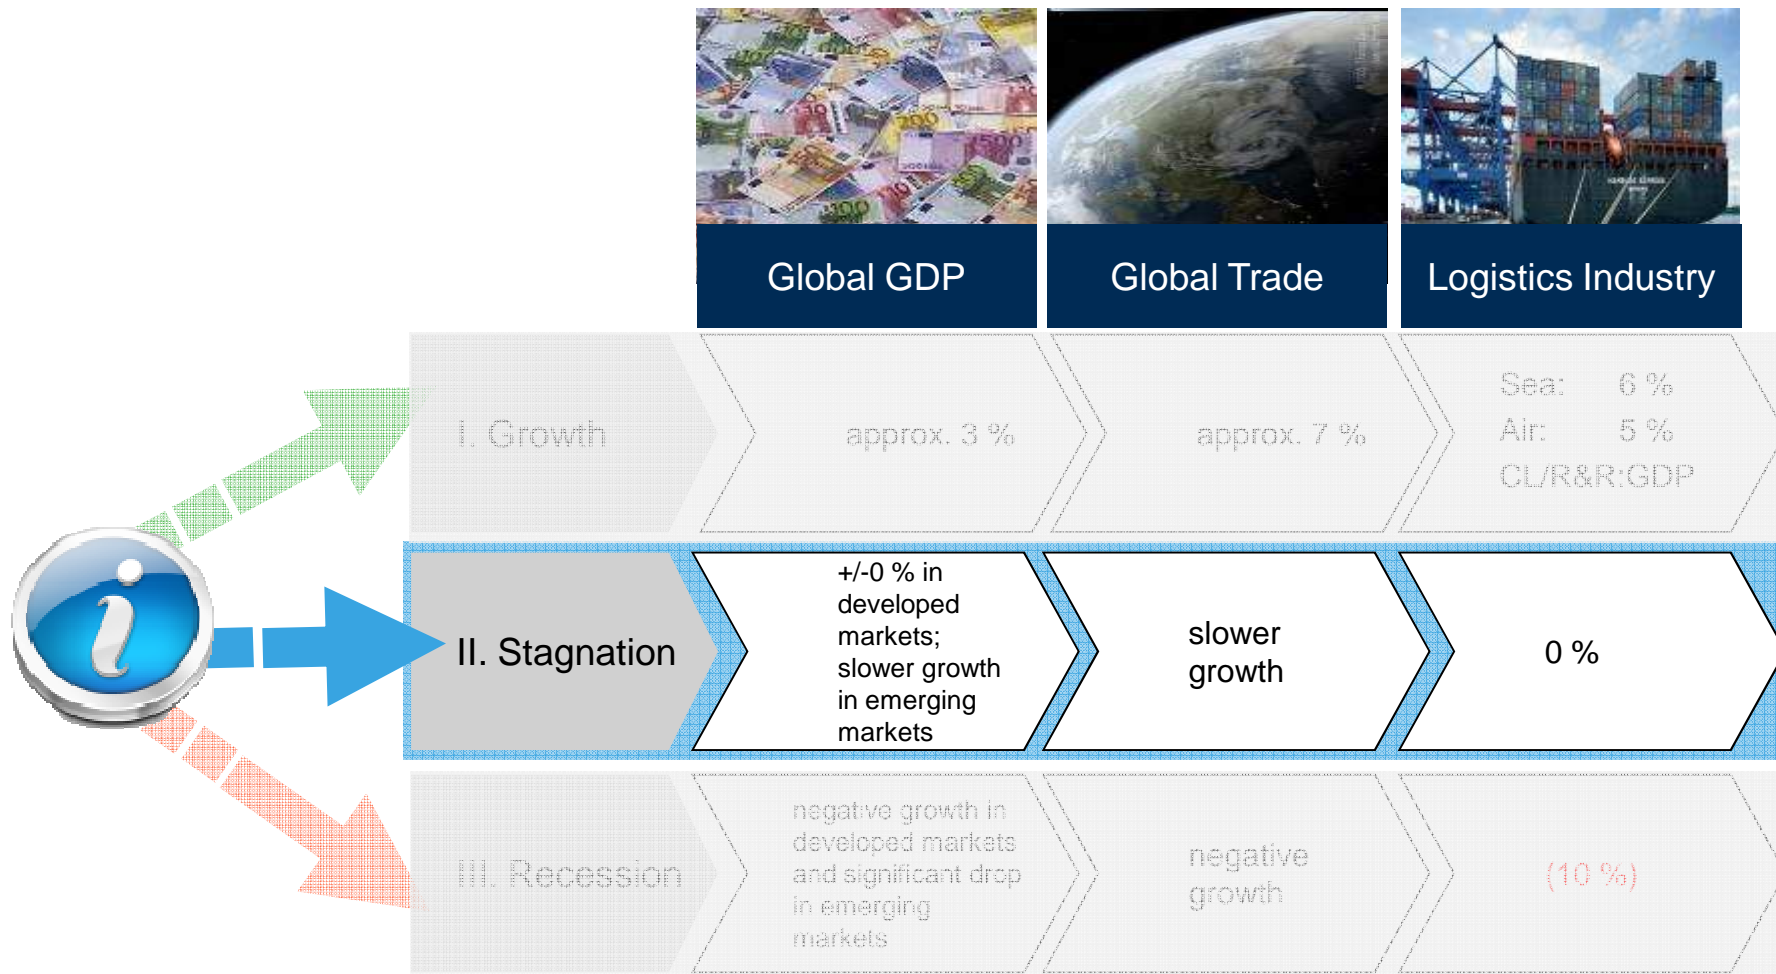 Global GDP
Global Trade
Logistics Industry
I. Growth
approx. 3 %
approx. 7 %
Sea: 6 %
Air: 5 %
CL/R&R:GDP
II. Stagnation
+/-0 % in
developed
markets;
slower growth
in emerging
markets
slower
growth
0 %
III. Recession
negative growth in
developed markets
and significant drop
in emerging
markets
negative
growth
(10 %)